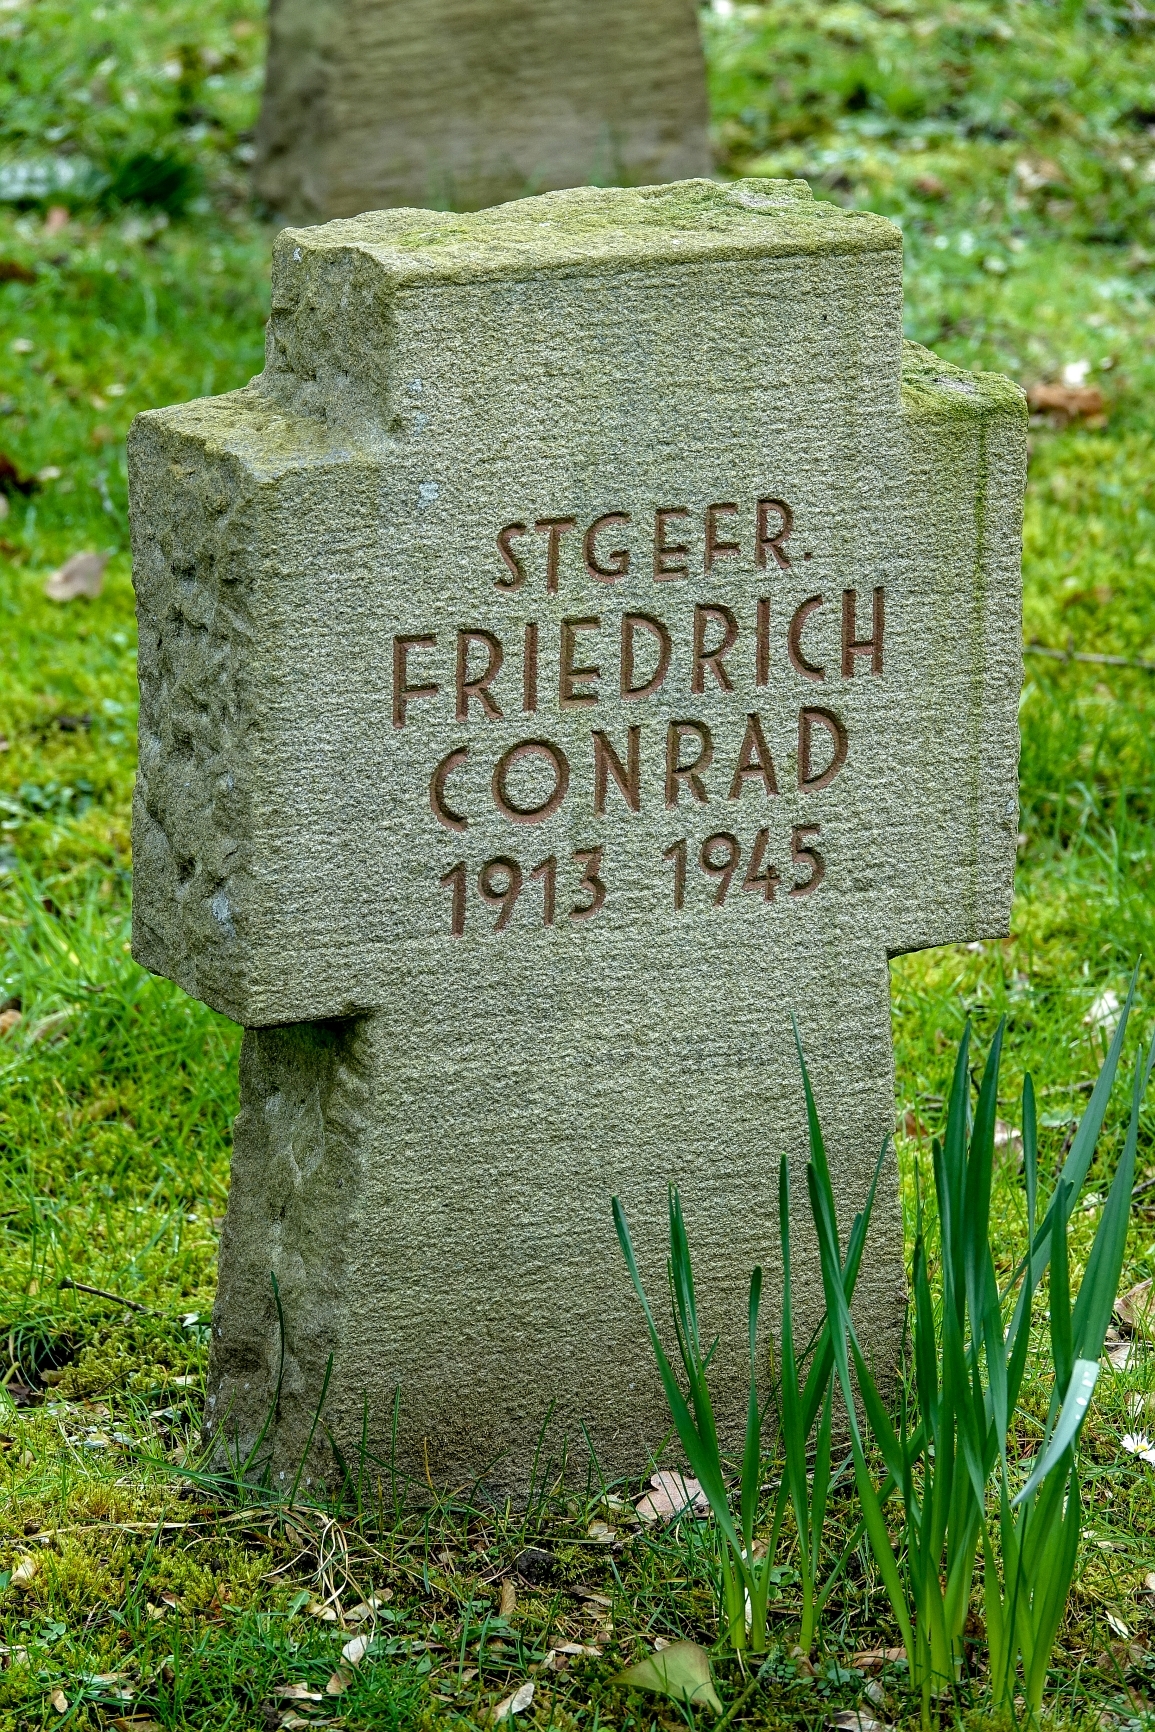 STGEFR.
FRIEDRICH
CONRAD
1913 1945